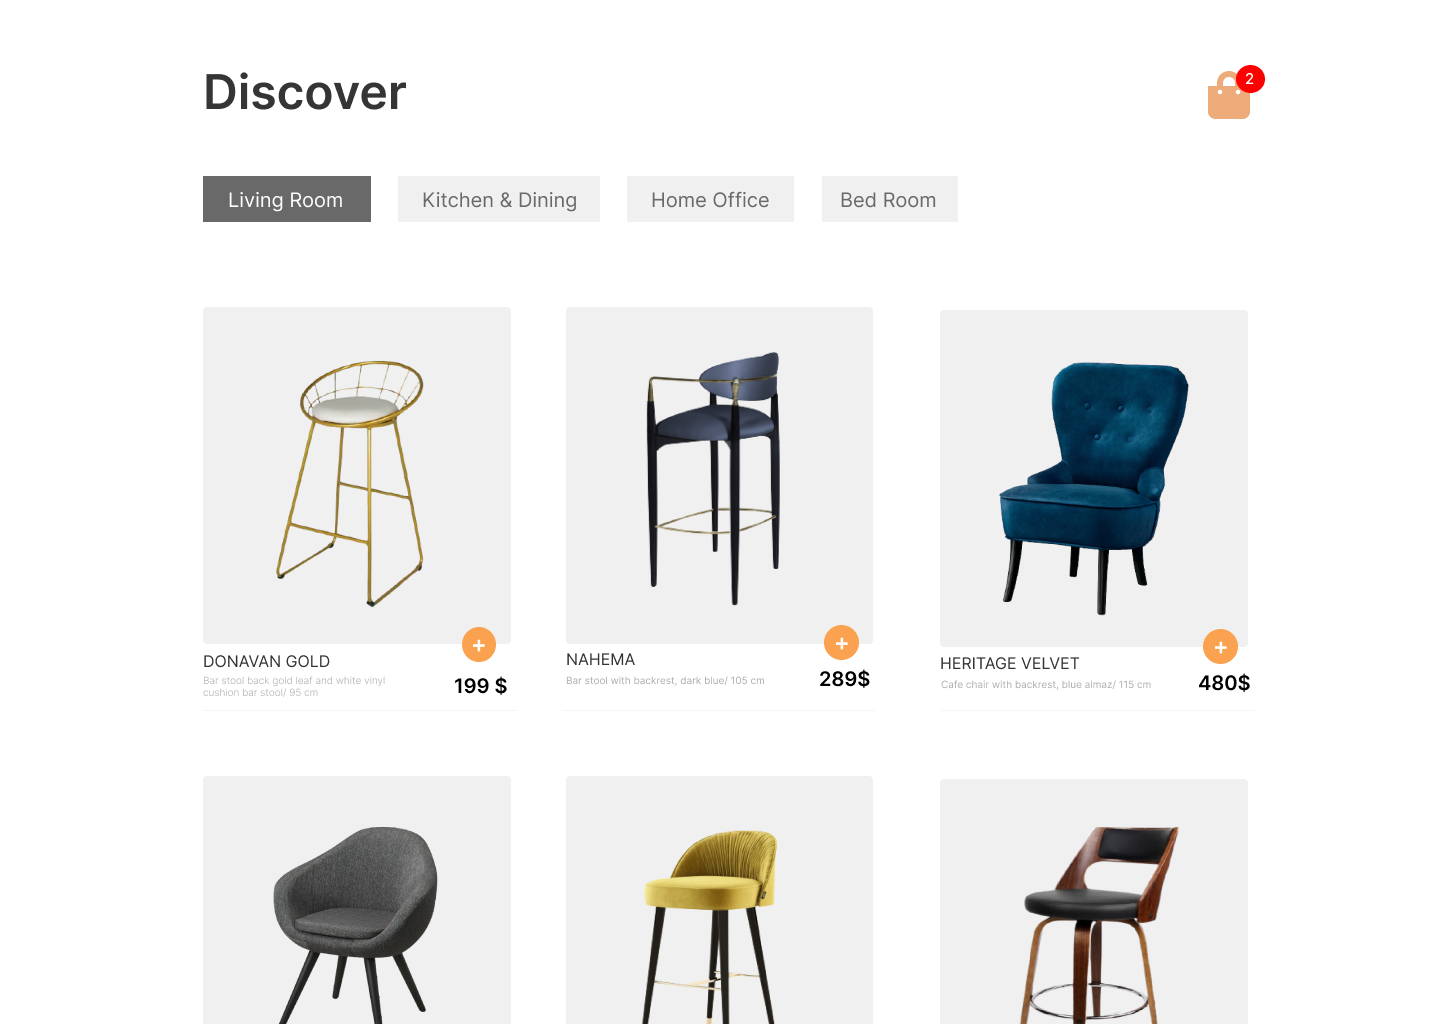 Discover
2
Living Room
Kitchen & Dining
Home Office
Bed Room
DONAVAN GOLD
Bar stool back gold leaf and white vinyl
cushion bar stool/ 95 cm
199 $
NAHEMA
Bar stool with backrest, dark blue/ 105 cm
289$
HERITAGE VELVET
Cafe chair with backrest, blue almaz/ 115 cm
480$